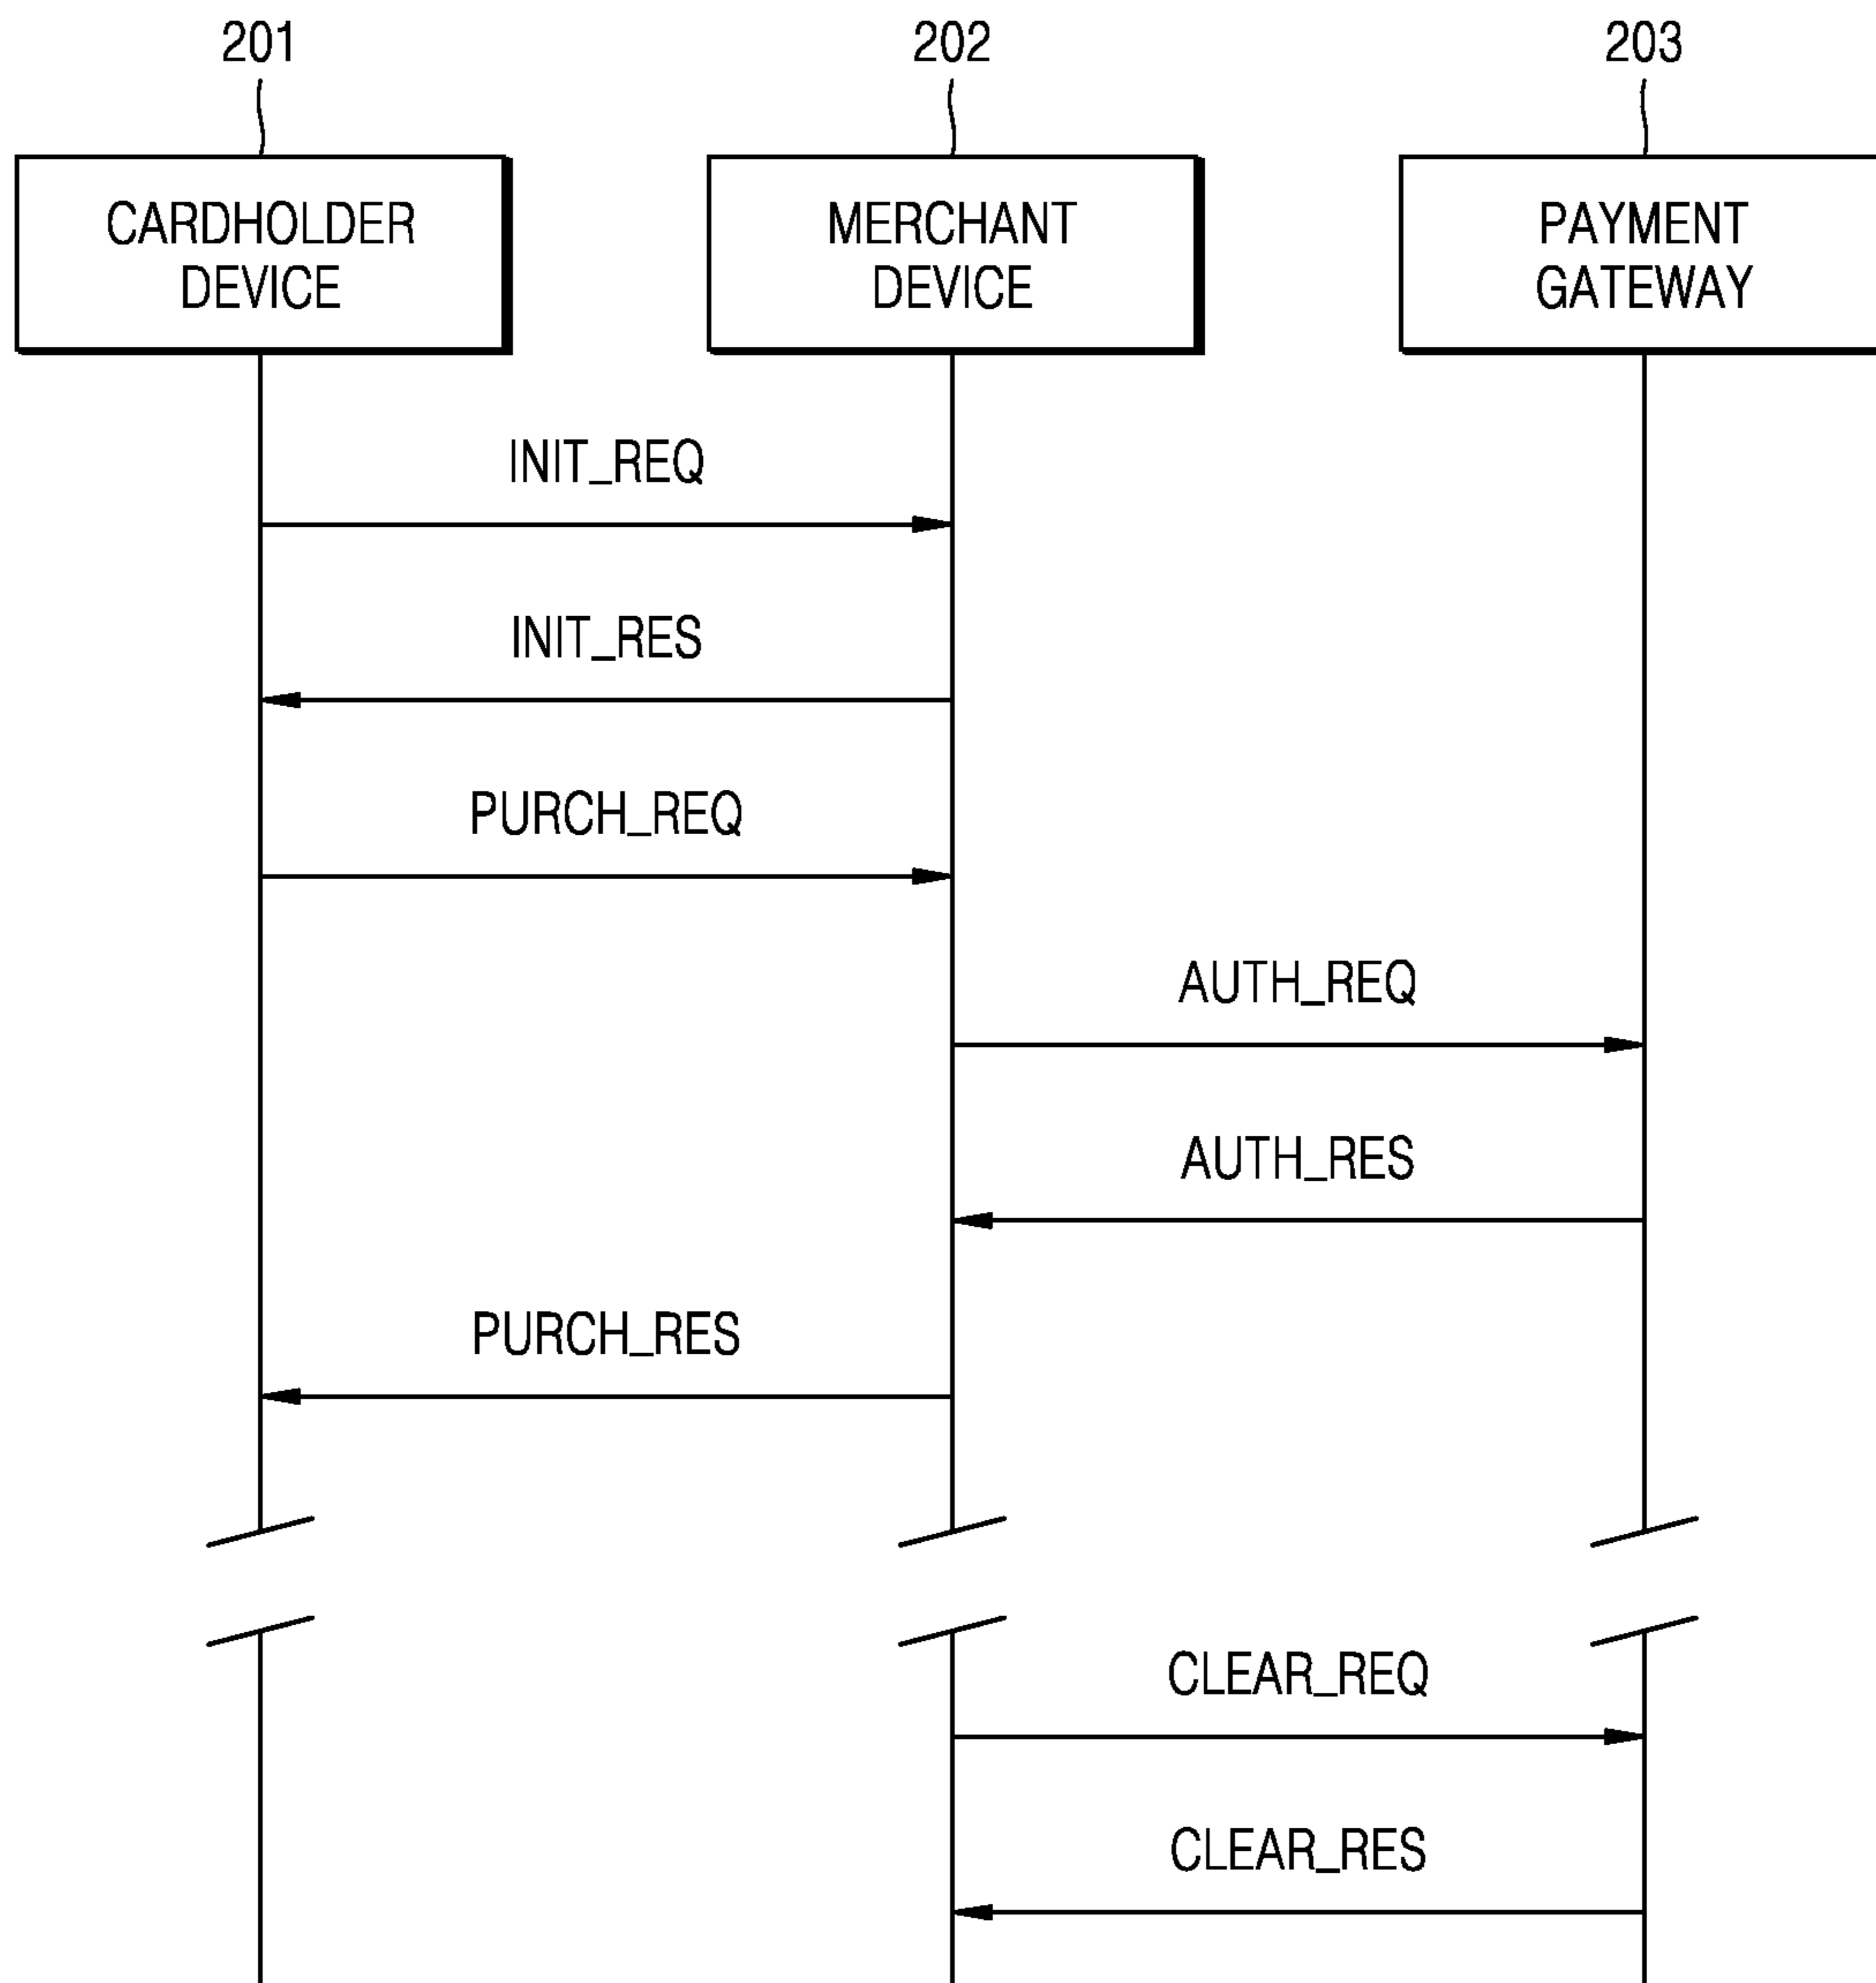 201
202
203
CARDHOLDER
DEVICE
MERCHANT
DEVICE
PAYMENT
GATEWAY
INIT_REQ
INIT_RES
PURCH_REQ
AUTH_REQ
AUTH_RES
PURCH_RES
CLEAR_REQ
CLEAR_RES